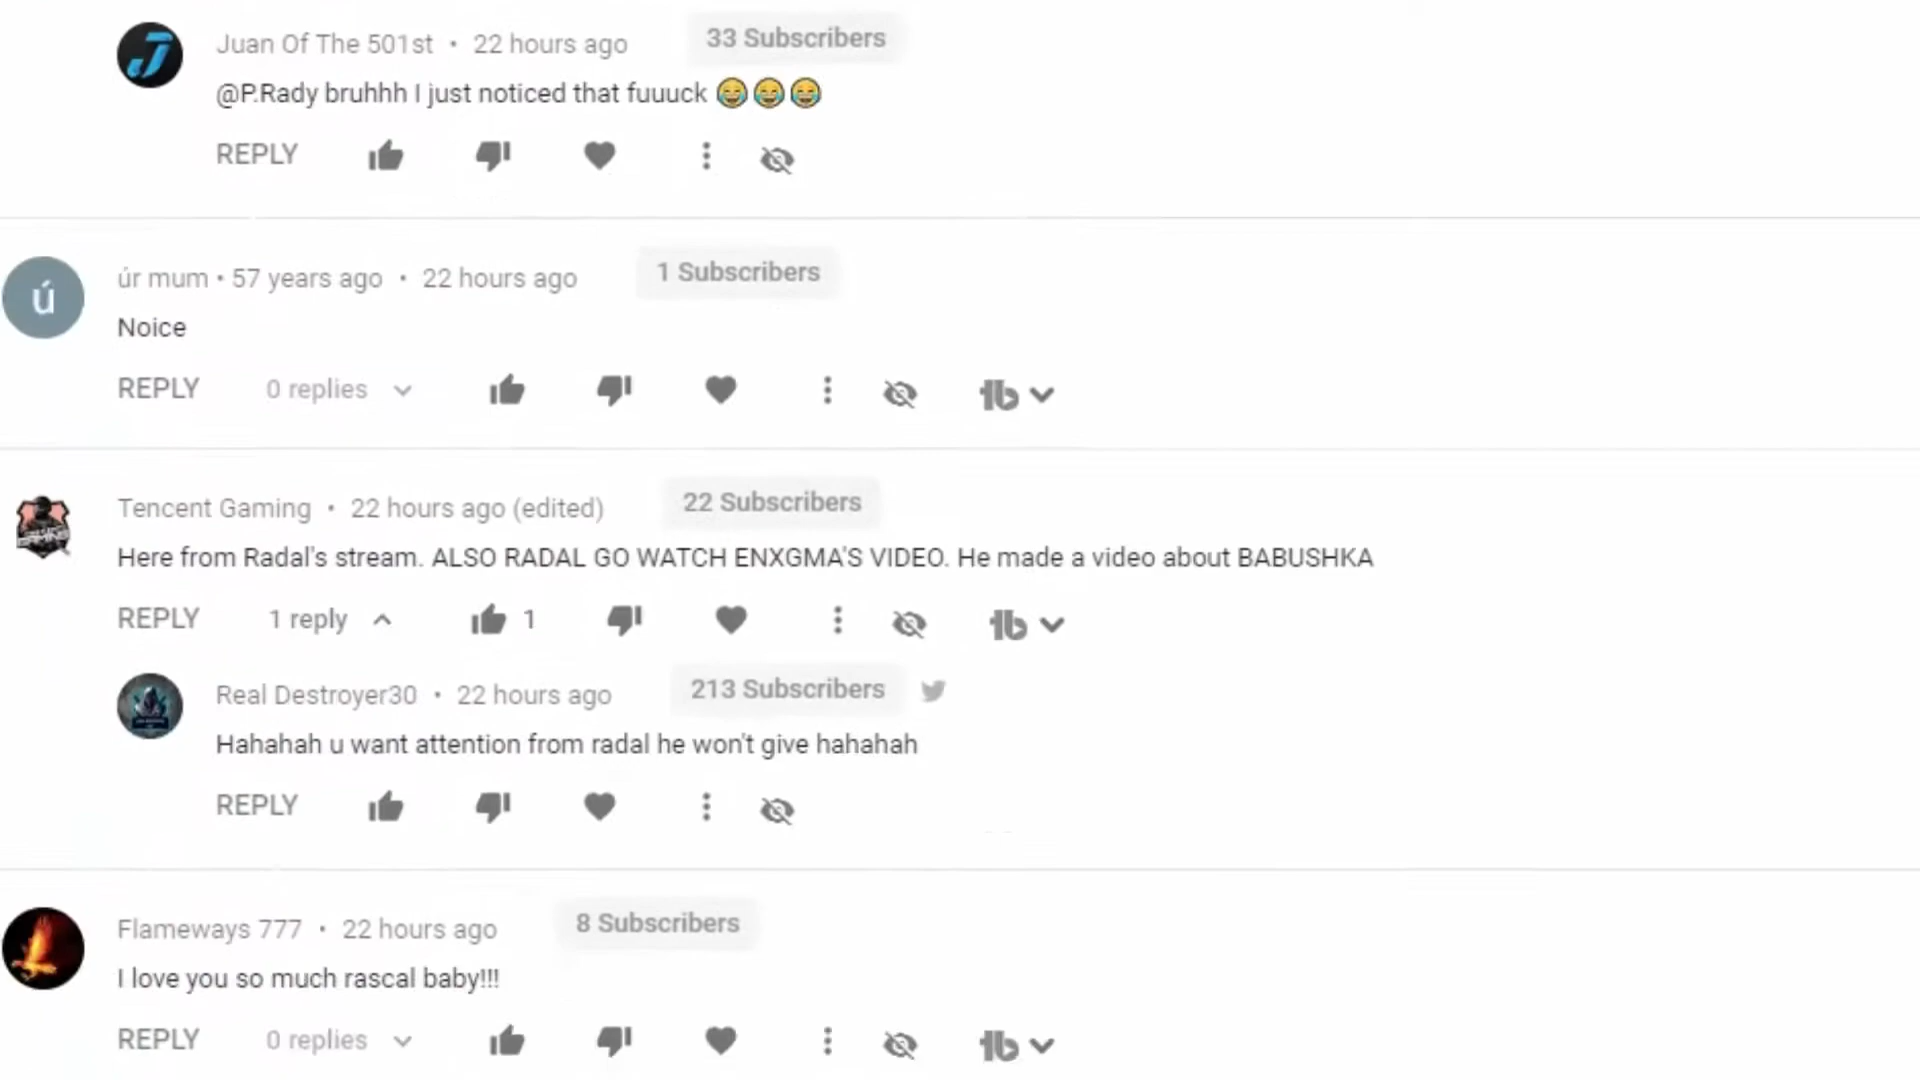 Juan Of The 501st • 22 hours ago 33 Subscribers
@P.Rady bruhhh I just noticed that fuuuck 😂😂😂
REPLY
ú
úr mum • 57 years ago • 22 hours ago 1 Subscribers
Noice
REPLY 0 replies
Tencent Gaming • 22 hours ago (edited) 22 Subscribers
Here from Radal's stream. ALSO RADAL GO WATCH ENXGMA'S VIDEO. He made a video about BABUSHKA
REPLY 1 reply 1
Real Destroyer30 • 22 hours ago 213 Subscribers
Hahahah u want attention from radal he won't give hahahah
REPLY
Flameways 777 • 22 hours ago 8 Subscribers
I love you so much rascal baby!!!
REPLY 0 replies